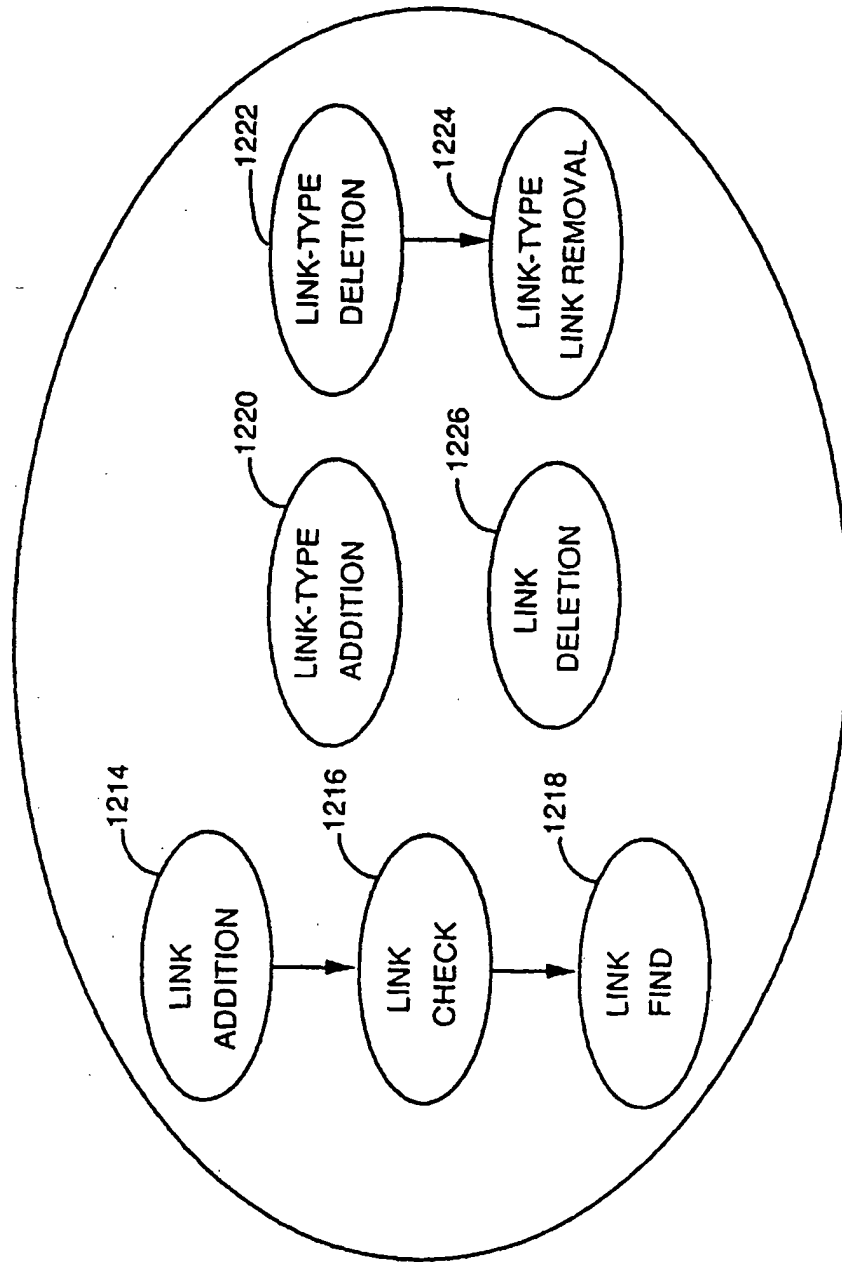 1214
LINK
ADDITION
1216
LINK
CHECK
1218
LINK
FIND
1220
LINK-TYPE
ADDITION
1226
LINK
DELETION
1222
LINK-TYPE
DELETION
1224
LINK-TYPE
LINK REMOVAL